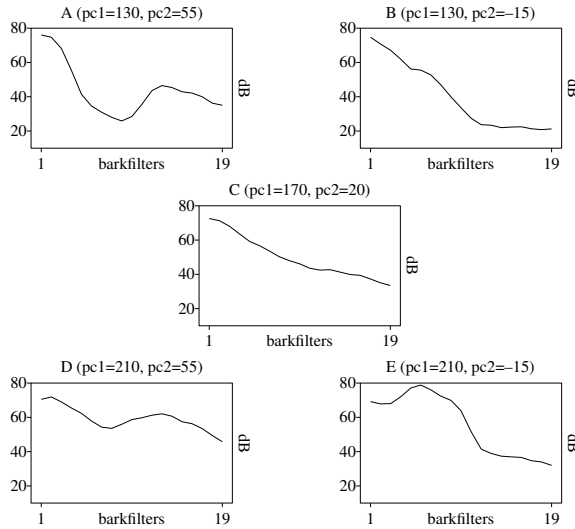 A (pc1=130, pc2=55)
80
60
40
20
dB
1 barkfilters 19
B (pc1=130, pc2=–15)
80
60
40
20
dB
1 barkfilters 19
C (pc1=170, pc2=20)
80
60
40
20
dB
1 barkfilters 19
D (pc1=210, pc2=55)
80
60
40
20
dB
1 barkfilters 19
E (pc1=210, pc2=–15)
80
60
40
20
dB
1 barkfilters 19